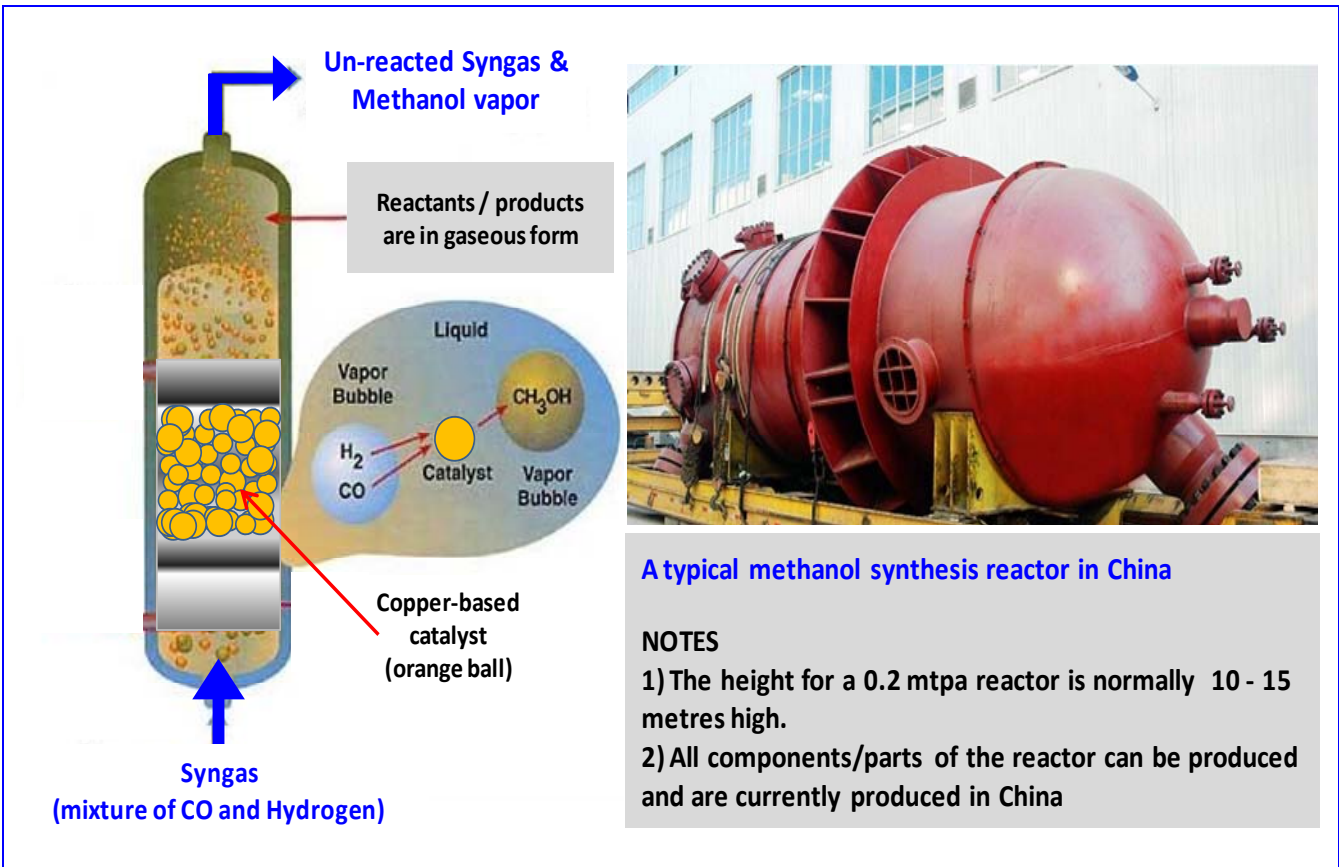 Un-reacted Syngas &
Methanol vapor
Reactants / products
are in gaseous form
Liquid
Vapor
Bubble
CH3OH
H2
CO
Catalyst
Vapor
Bubble
Copper-based
catalyst
(orange ball)
Syngas
(mixture of CO and Hydrogen)
A typical methanol synthesis reactor in China
NOTES
1) The height for a 0.2 mtpa reactor is normally 10 - 15
metres high.
2) All components/parts of the reactor can be produced
and are currently produced in China